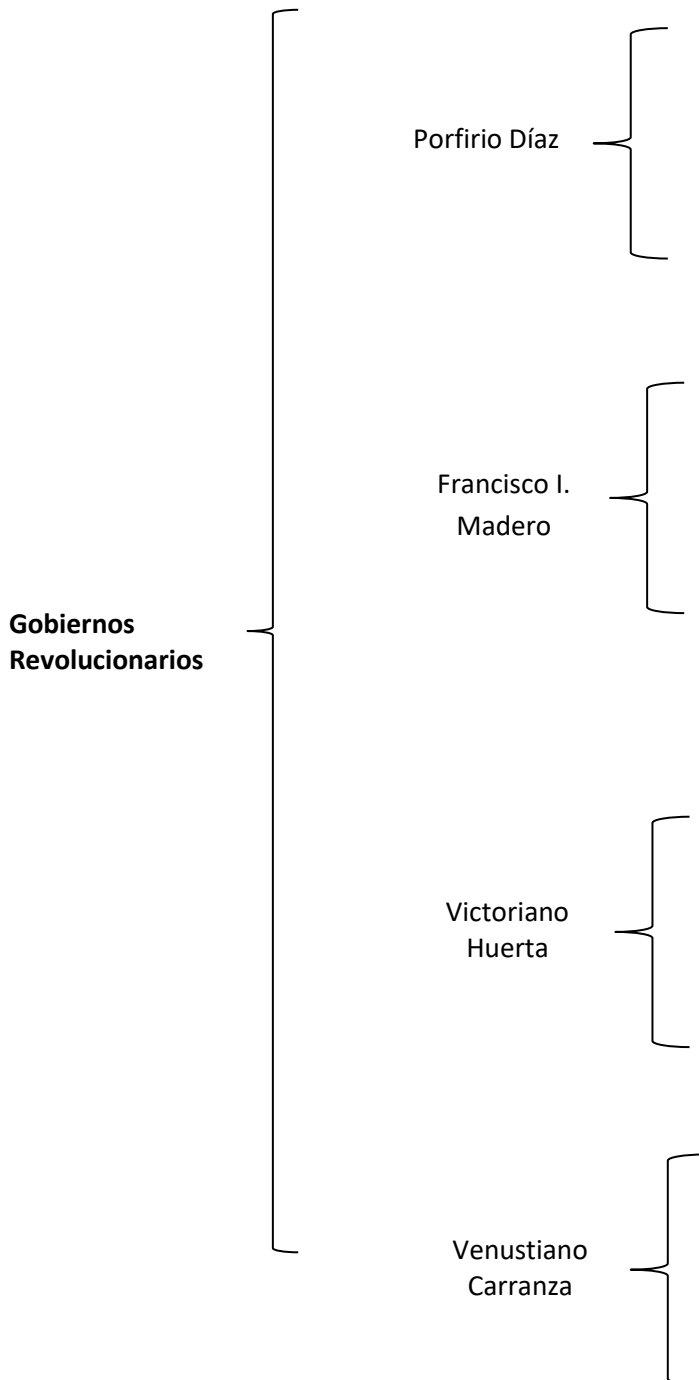 Porfirio Díaz
Francisco I.
Madero
Gobiernos
Revolucionarios
Victoriano
Huerta
Venustiano
Carranza